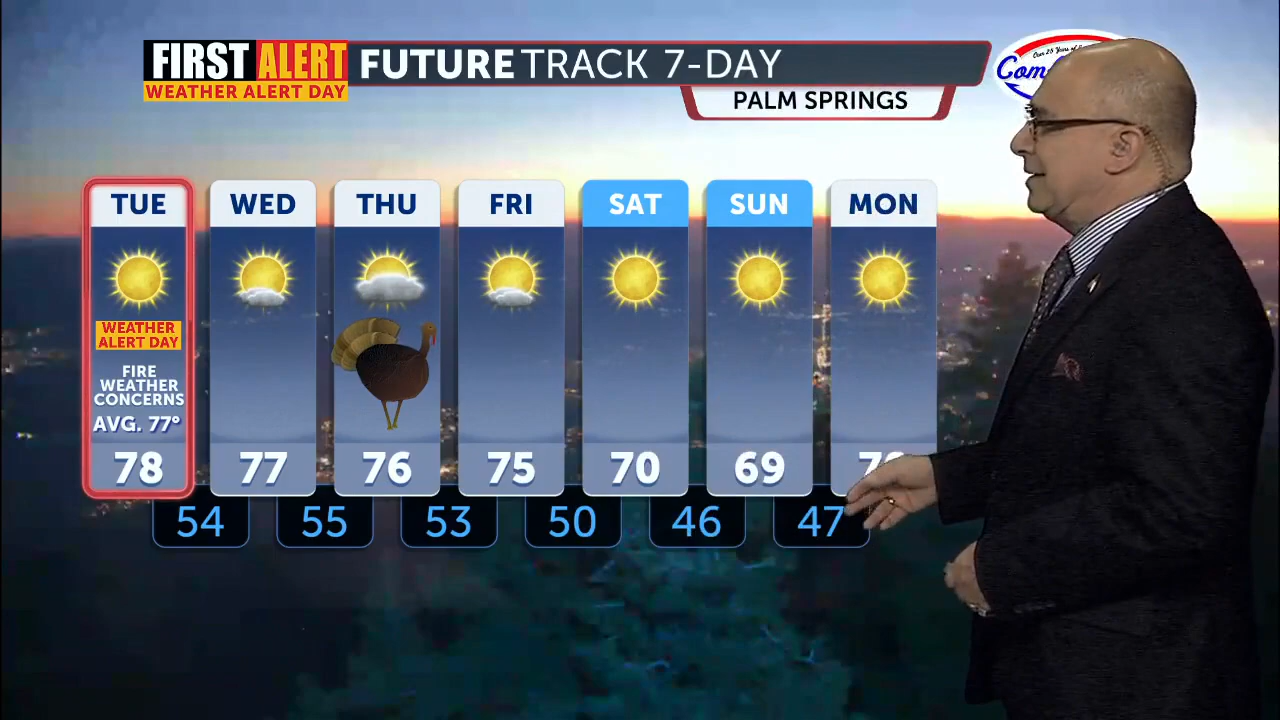 FIRST ALERT
WEATHER ALERT DAY
FUTURE TRACK 7-DAY
PALM SPRINGS
TUE
WED
THU
FRI
SAT
SUN
MON
WEATHER
ALERT DAY
FIRE
WEATHER
CONCERNS
AVG. 77°
78
77
76
75
70
69
54
55
53
50
46
47